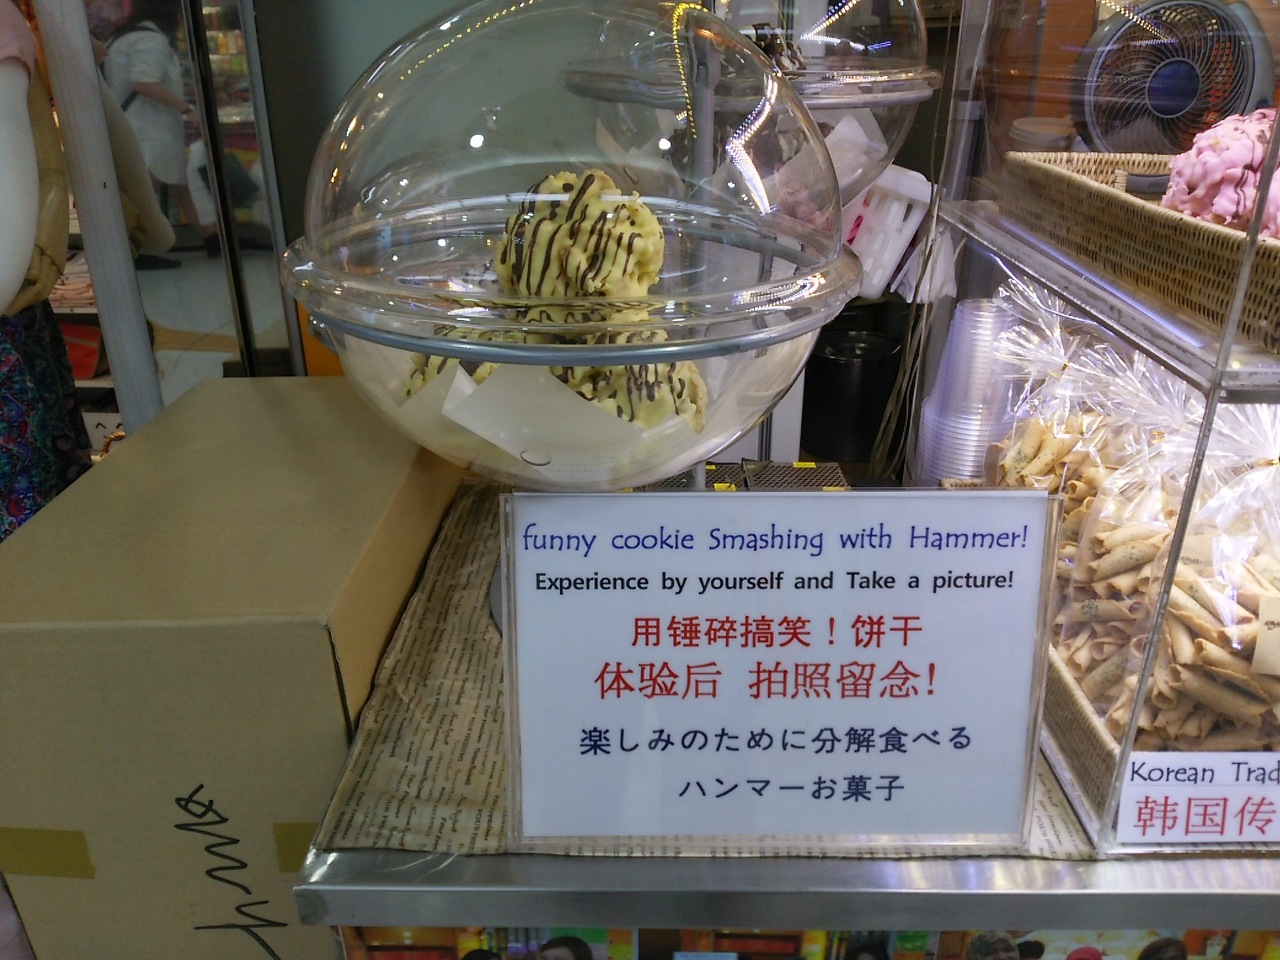 funny cookie Smashing with Hammer!
Experience by yourself and Take a picture!
用锤碎搞笑！饼干
体验后 拍照留念!
楽しみのために分解食べる
ハンマーお菓子
Korean Trad
韩国传